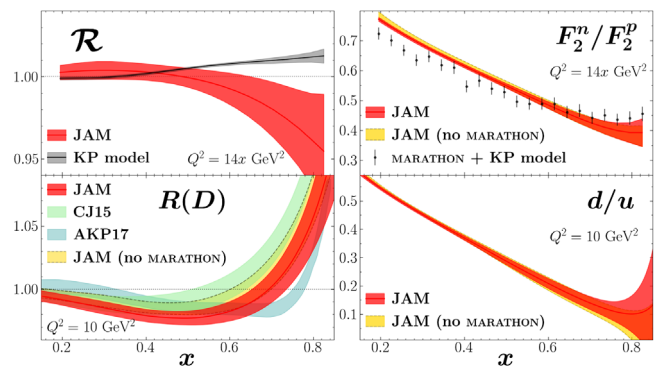 ℛ
1.00
0.95
JAM
KP model
Q² = 14x GeV²
F₂ⁿ/F₂ᵖ
Q² = 14x GeV²
0.7
0.6
0.5
0.4
0.3
JAM
JAM (no MARATHON)
MARATHON + KP model
JAM
CJ15
AKP17
JAM (no MARATHON)
R(D)
1.05
1.00
Q² = 10 GeV²
0.2
0.4
0.6
0.8
x
d/u
Q² = 10 GeV²
0.5
0.4
0.3
0.2
0.1
JAM
JAM (no MARATHON)
0.2
0.4
0.6
0.8
x